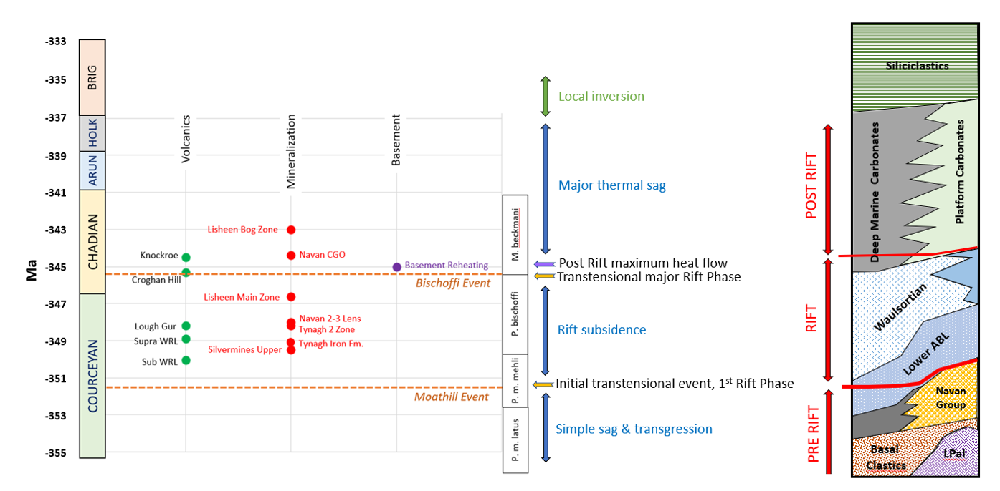 -333
-335
-337
-339
-341
-343
-345
-347
-349
-351
-353
-355
Ma
BRIG
HOLK
ARUN
CHADIAN
COURCEYAN
Volcanics
Mineralization
Basement
Lisheen Bog Zone
Knockroe
Navan CGO
Basement Reheating
Croghan Hill
Bischoffi Event
Lisheen Main Zone
Lough Gur
Navan 2-3 Lens
Tynagh 2 Zone
Supra WRL
Tynagh Iron Fm.
Silvermines Upper
Sub WRL
Moathill Event
M. beckmani
P. bischoffi
P. m. mehli
P. m. latus
Local inversion
Major thermal sag
Post Rift maximum heat flow
Transtensional major Rift Phase
Rift subsidence
Initial transtensional event, 1st Rift Phase
Simple sag & transgression
POST RIFT
RIFT
PRE RIFT
Siliciclastics
Deep Marine Carbonates
Platform Carbonates
Waulsortian
Lower ABL
Navan
Group
Basal
Clastics
LPal